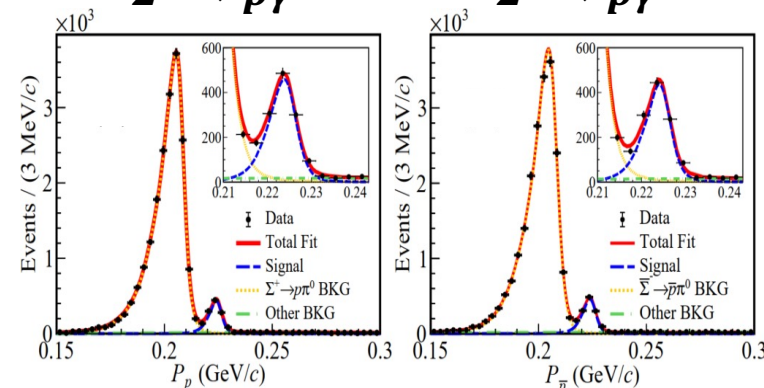 ×10³
Events / (3 MeV/c)
3
2
1
0
0.15 0.2 0.25 0.3
P_p (GeV/c)
600
400
200
0
0.21 0.22 0.23 0.24
Data
Total Fit
Signal
Σ⁺→pπ⁰ BKG
Other BKG
×10³
Events / (3 MeV/c)
3
2
1
0
0.15 0.2 0.25 0.3
P_p̄ (GeV/c)
600
400
200
0
0.21 0.22 0.23 0.24
Data
Total Fit
Signal
Σ̄⁻→p̄π⁰ BKG
Other BKG